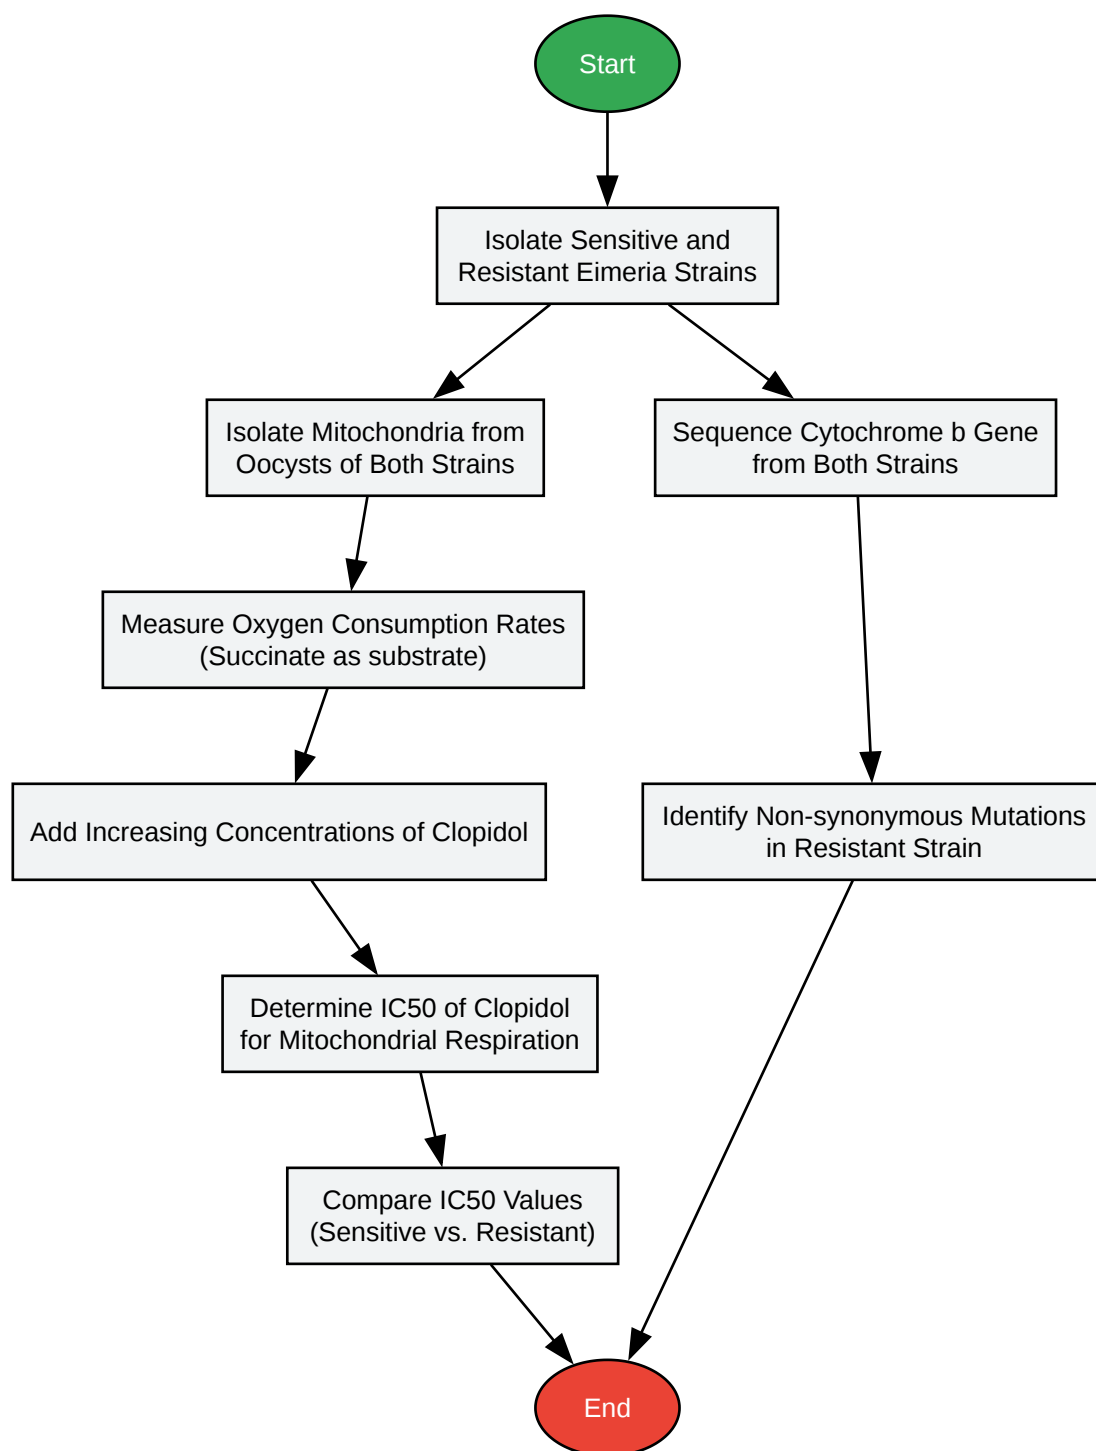 Start
Isolate Sensitive and
Resistant Eimeria Strains
Isolate Mitochondria from
Oocysts of Both Strains
Sequence Cytochrome b Gene
from Both Strains
Measure Oxygen Consumption Rates
(Succinate as substrate)
Add Increasing Concentrations of Clopidol
Identify Non-synonymous Mutations
in Resistant Strain
Determine IC50 of Clopidol
for Mitochondrial Respiration
Compare IC50 Values
(Sensitive vs. Resistant)
End